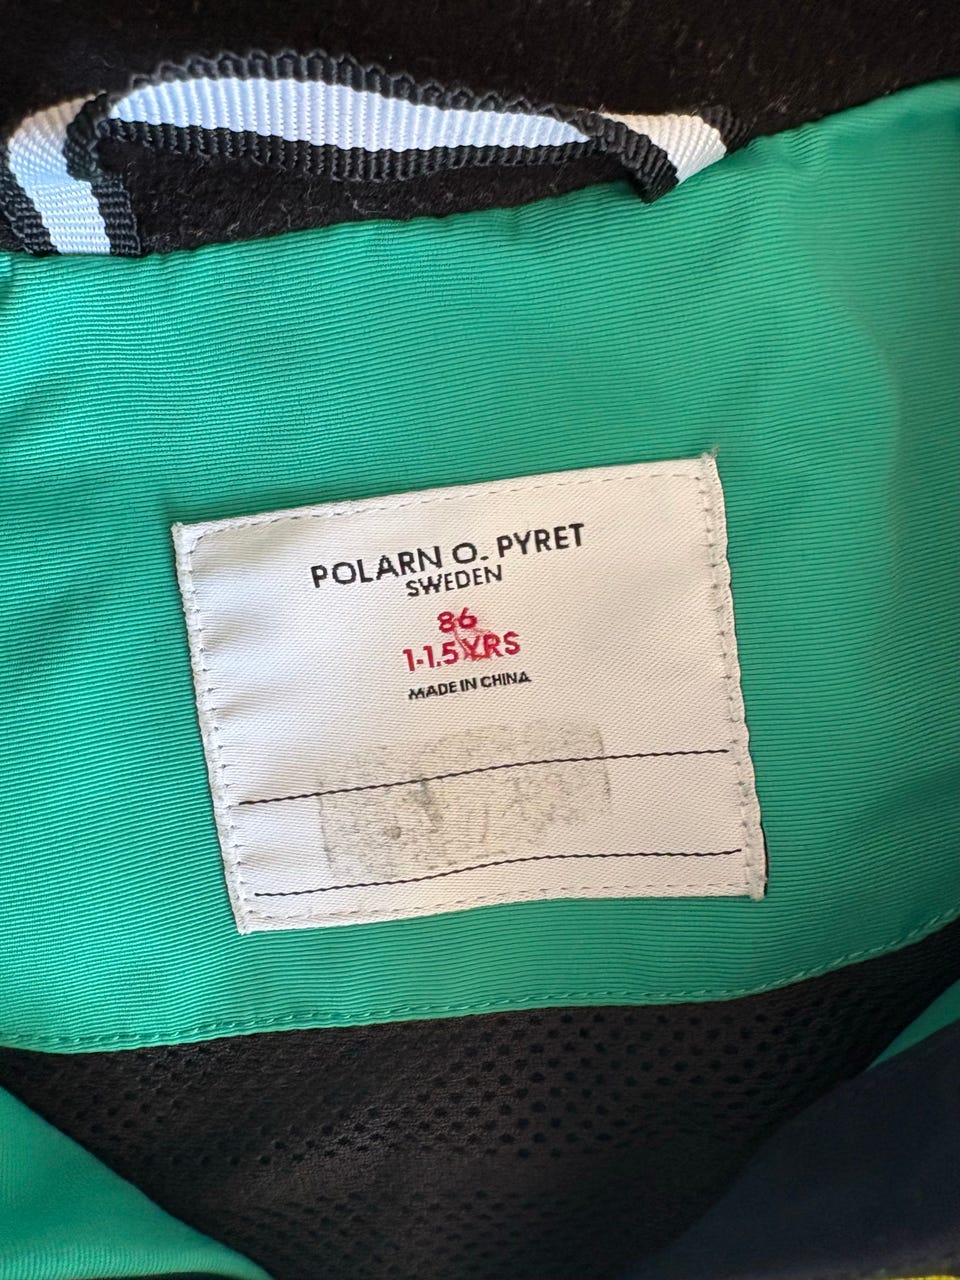 POLARN O. PYRET
SWEDEN
86
1-1.5 YRS
MADE IN CHINA